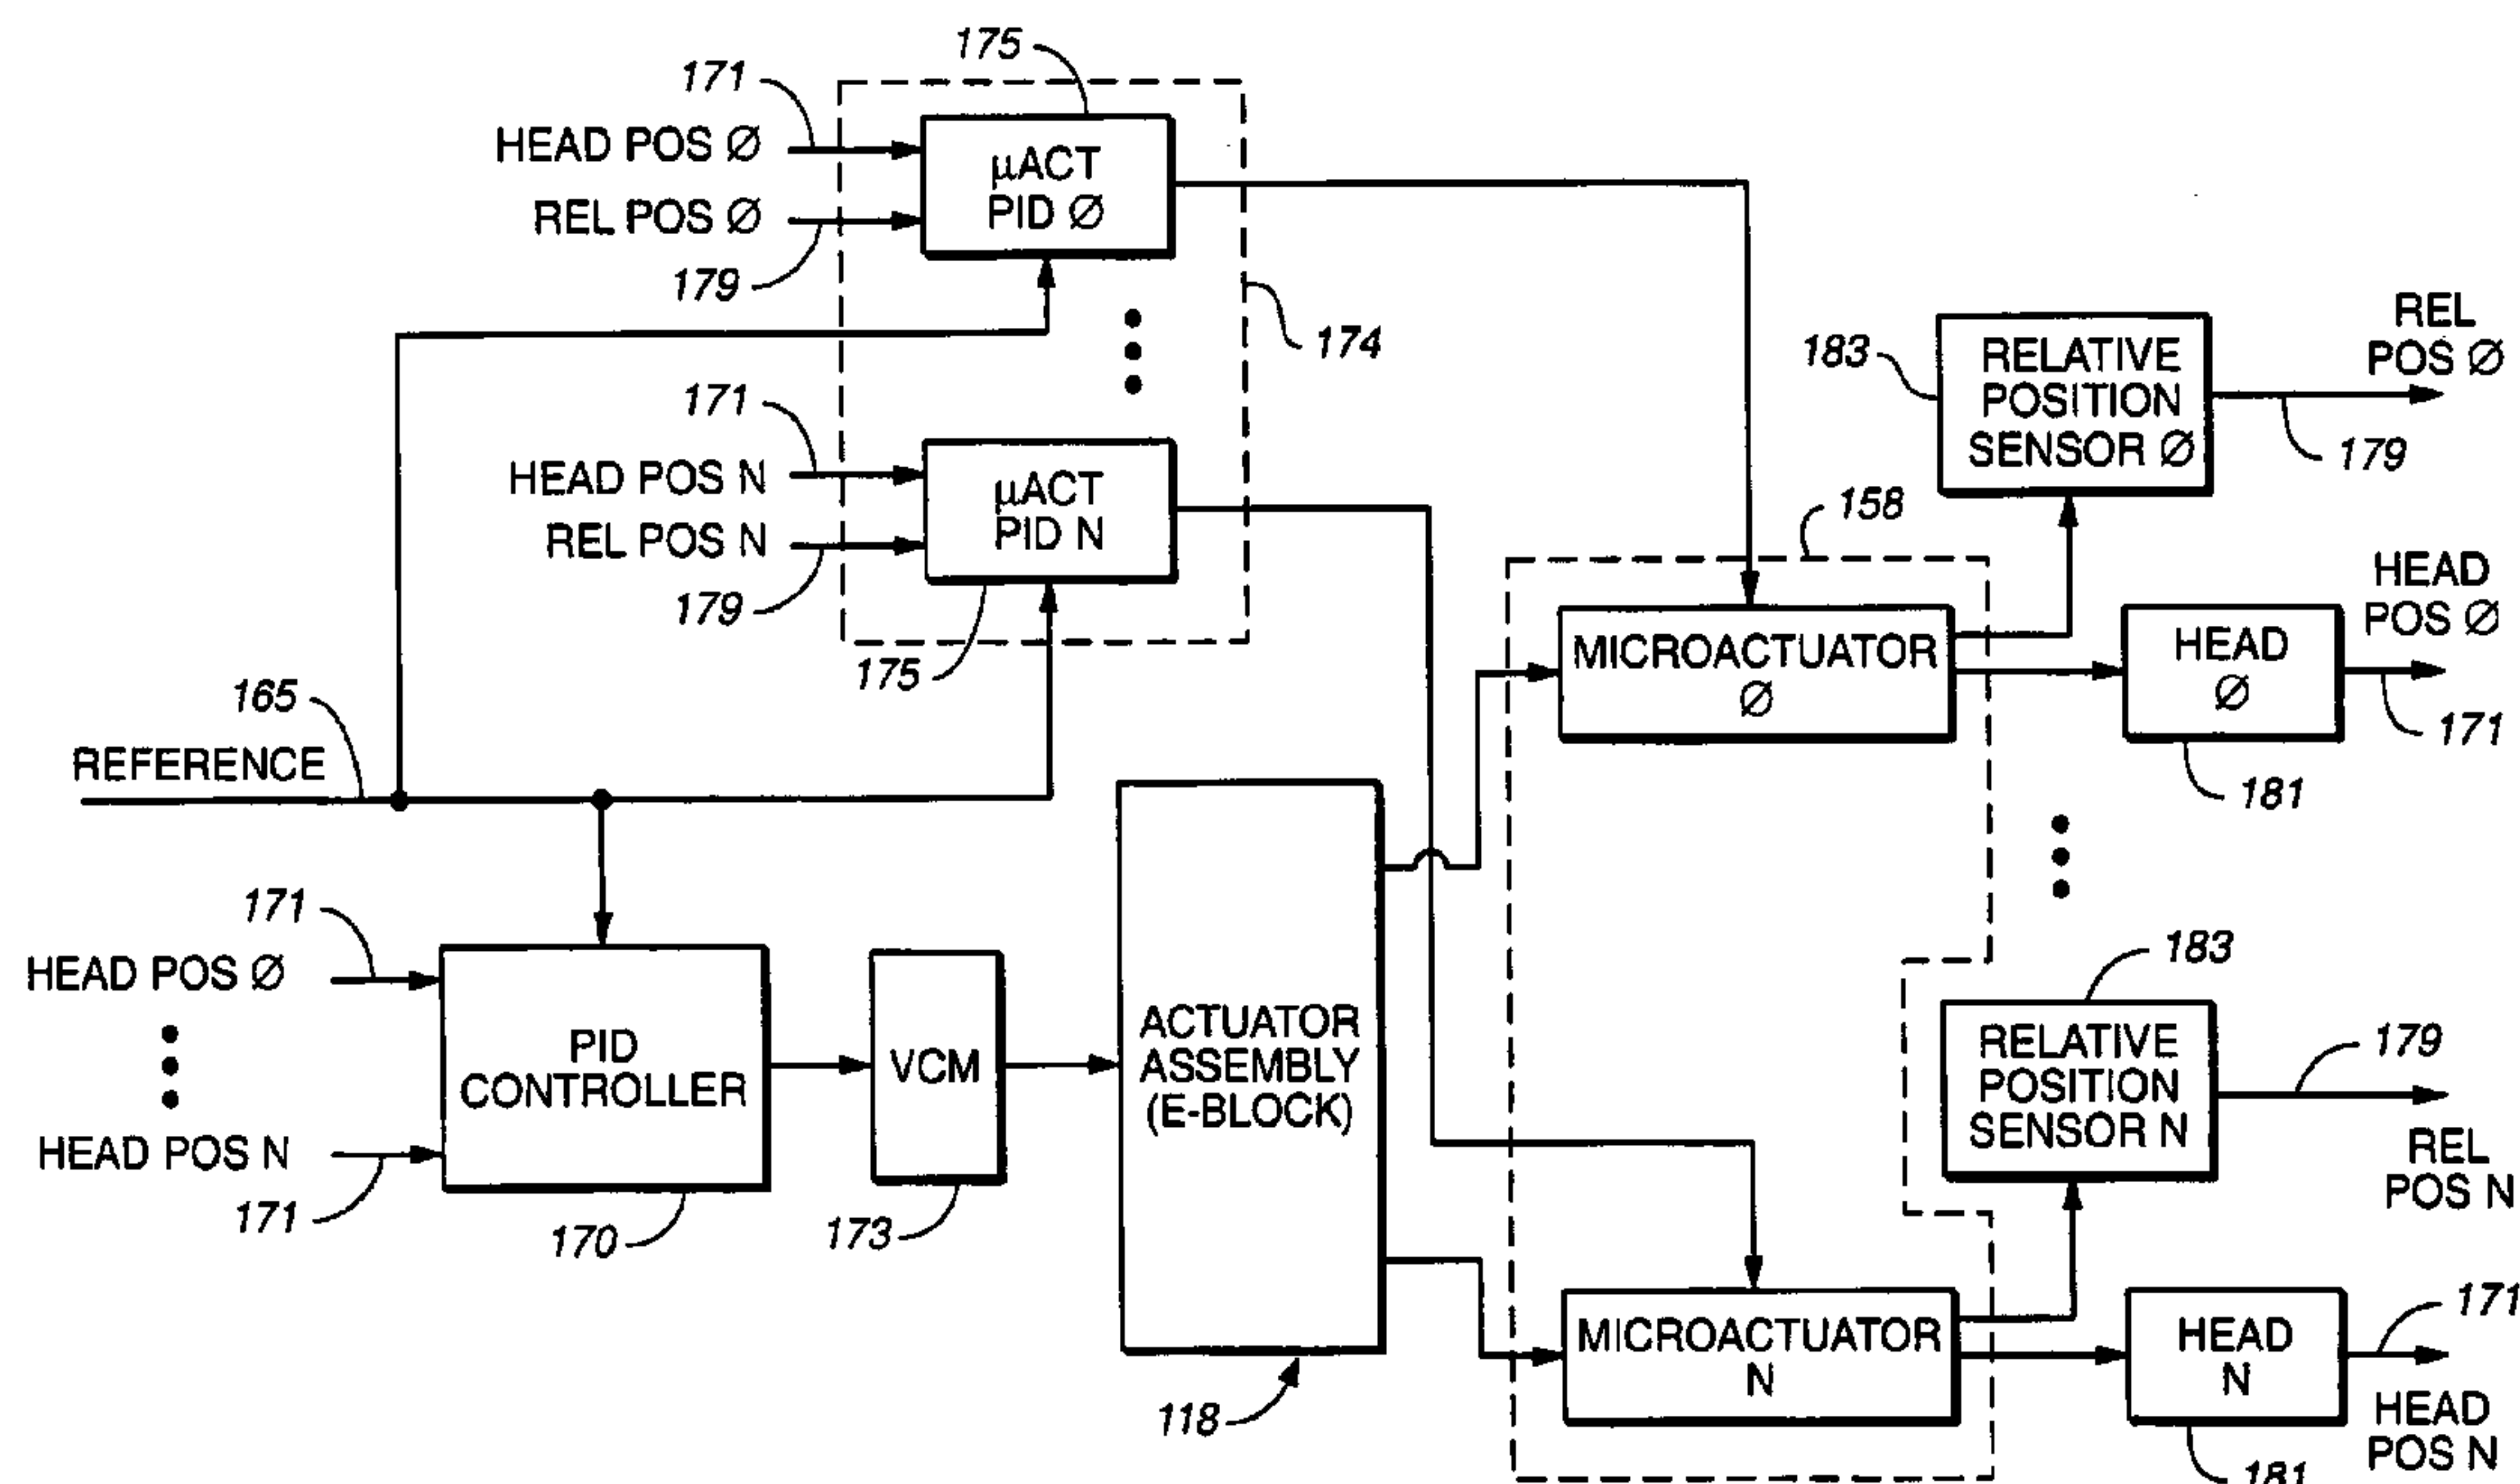 175
171
HEAD POS Ø
µACT
PID Ø
REL POS Ø
179
174
171
HEAD POS N
µACT
PID N
REL POS N
179
175
183
RELATIVE
POSITION
SENSOR Ø
REL
POS Ø
179
158
MICROACTUATOR
Ø
HEAD
Ø
HEAD
POS Ø
171
181
165
REFERENCE
171
HEAD POS Ø
HEAD POS N
171
PID
CONTROLLER
170
VCM
173
ACTUATOR
ASSEMBLY
(E-BLOCK)
118
183
RELATIVE
POSITION
SENSOR N
179
REL
POS N
MICROACTUATOR
N
HEAD
N
171
HEAD
POS N
181